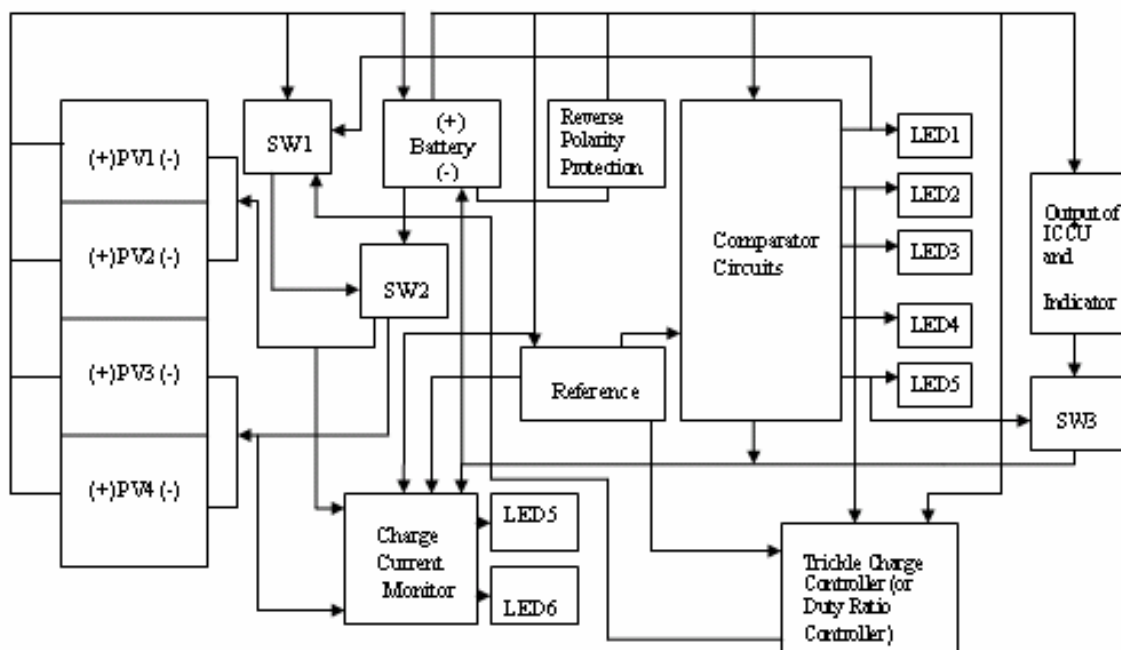 (+)PV1 (-)
(+)PV2 (-)
(+)PV3 (-)
(+)PV4 (-)
SW1
(+)
Battery
(-)
Reverse
Polarity
Protection
SW2
Comparator
Circuits
LED1
LED2
LED3
LED4
LED5
Output of
ICCU
and
Indicator
SW3
Reference
Charge
Current
Monitor
LED5
LED6
Trickle Charge
Controller (or
Duty Ratio
Controller)